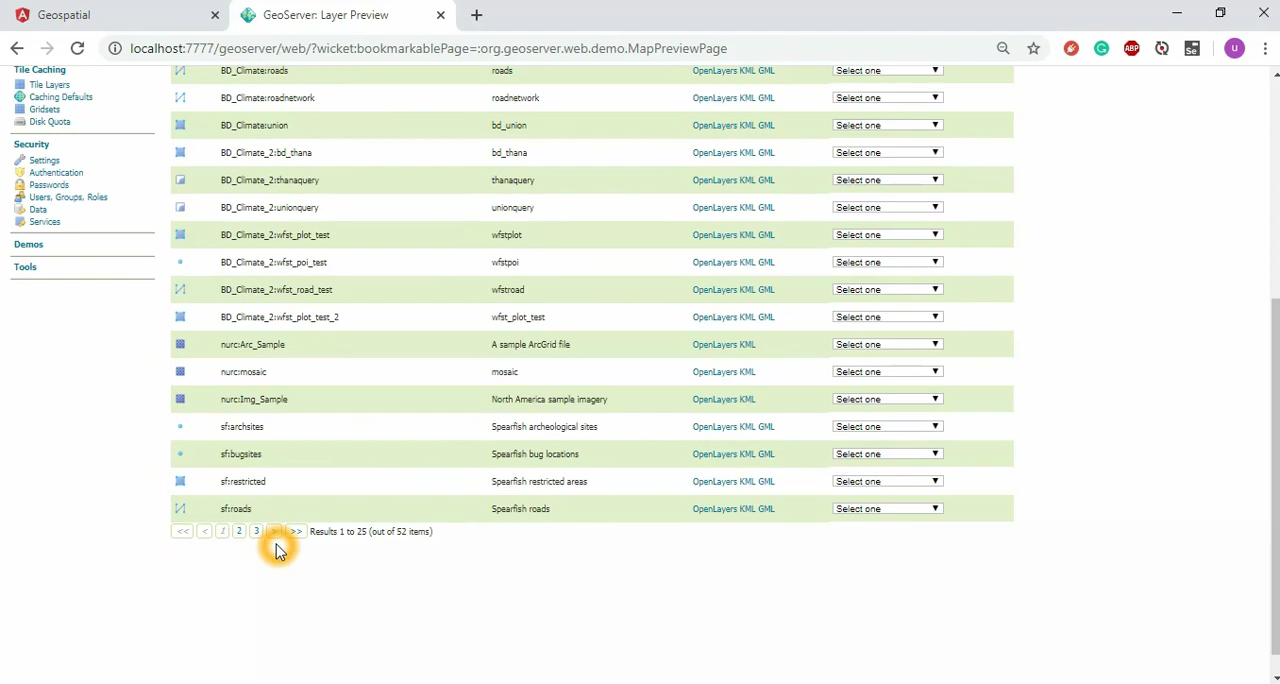 Geospatial
GeoServer: Layer Preview
localhost:7777/geoserver/web/?wicket:bookmarkablePage=:org.geoserver.web.demo.MapPreviewPage
ABP
Se
U
Tile Caching
Tile Layers
Caching Defaults
Gridsets
Disk Quota
Security
Settings
Authentication
Passwords
Users, Groups, Roles
Data
Services
Demos
Tools
BD_Climate:roads roads OpenLayers KML GML Select one
BD_Climate:roadnetwork roadnetwork OpenLayers KML GML Select one
BD_Climate:union bd_union OpenLayers KML GML Select one
BD_Climate_2:bd_thana bd_thana OpenLayers KML GML Select one
BD_Climate_2:thanaquery thanaquery OpenLayers KML GML Select one
BD_Climate_2:unionquery unionquery OpenLayers KML GML Select one
BD_Climate_2:wfst_plot_test wfstplot OpenLayers KML GML Select one
BD_Climate_2:wfst_poi_test wfstpoi OpenLayers KML GML Select one
BD_Climate_2:wfst_road_test wfstroad OpenLayers KML GML Select one
BD_Climate_2:wfst_plot_test_2 wfst_plot_test OpenLayers KML GML Select one
nurc:Arc_Sample A sample ArcGrid file OpenLayers KML Select one
nurc:mosaic mosaic OpenLayers KML Select one
nurc:Img_Sample North America sample imagery OpenLayers KML Select one
sf:archsites Spearfish archeological sites OpenLayers KML GML Select one
sf:bugsites Spearfish bug locations OpenLayers KML GML Select one
sf:restricted Spearfish restricted areas OpenLayers KML GML Select one
sf:roads Spearfish roads OpenLayers KML GML Select one
<< < 1 2 3 > >> Results 1 to 25 (out of 52 items)